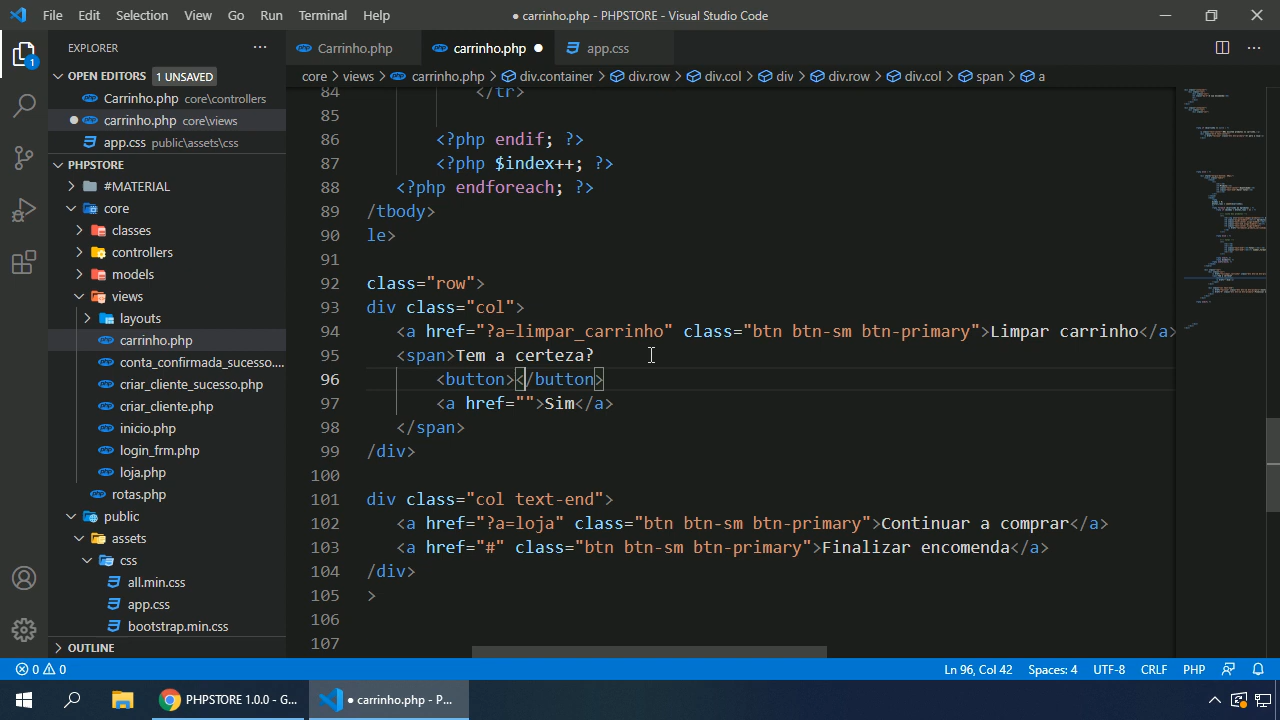 File Edit Selection View Go Run Terminal Help
● carrinho.php - PHPSTORE - Visual Studio Code
EXPLORER
Carrinho.php
carrinho.php
app.css
OPEN EDITORS 1 UNSAVED
core > views > carrinho.php > div.container > div.row > div.col > div > div.row > div.col > span > a
Carrinho.php core\controllers
carrinho.php core\views
app.css public\assets\css
PHPSTORE
#MATERIAL
core
classes
controllers
models
views
layouts
carrinho.php
conta_confirmada_sucesso....
criar_cliente_sucesso.php
criar_cliente.php
inicio.php
login_frm.php
loja.php
rotas.php
public
assets
css
all.min.css
app.css
bootstrap.min.css
OUTLINE
84 </tr>
85
86 <?php endif; ?>
87 <?php $index++; ?>
88 <?php endforeach; ?>
89 /tbody>
90 le>
91
92 class="row">
93 div class="col">
94 <a href="?a=limpar_carrinho" class="btn btn-sm btn-primary">Limpar carrinho</a>
95 <span>Tem a certeza?
96 <button></button>
97 <a href="">Sim</a>
98 </span>
99 /div>
100
101 div class="col text-end">
102 <a href="?a=loja" class="btn btn-sm btn-primary">Continuar a comprar</a>
103 <a href="#" class="btn btn-sm btn-primary">Finalizar encomenda</a>
104 /div>
105 >
106
107
1
0 0
Ln 96, Col 42 Spaces: 4 UTF-8 CRLF PHP
PHPSTORE 1.0.0 - G...
● carrinho.php - P...